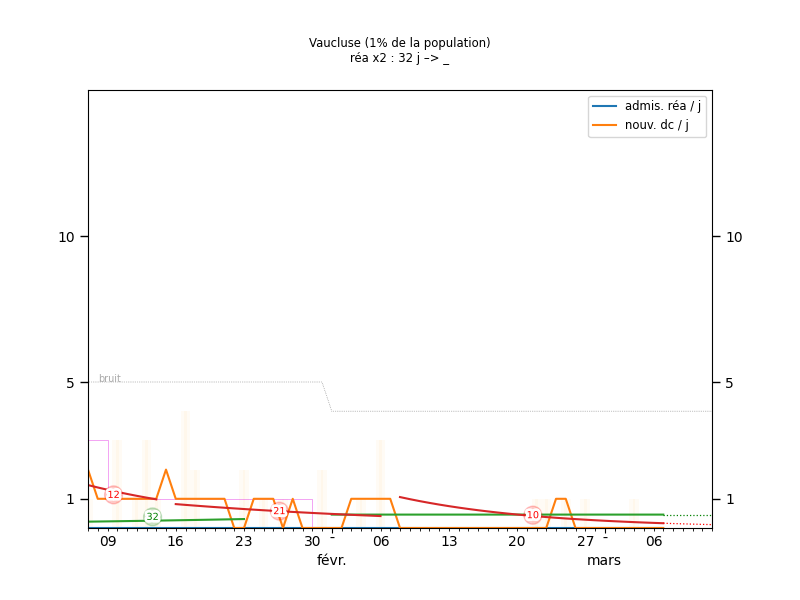 Vaucluse (1% de la population)
réa x2 : 32 j –> _
admis. réa / j
nouv. dc / j
10 10
bruit
5 5
12
32
21
10
1 1
09 16 23 30 - 06 13 20 27 - 06
févr. mars